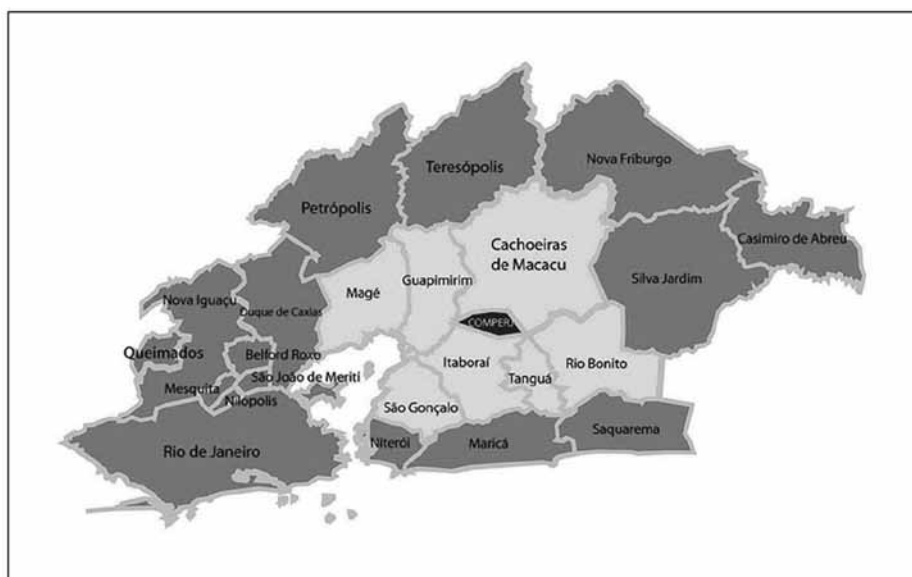 Teresópolis
Nova Friburgo
Petrópolis
Casimiro de Abreu
Cachoeiras
de Macacu
Silva Jardim
Guapimirim
Magé
Nova Iguaçu
Duque de Caxias
COMPERJ
Queimados
Belford Roxo
Itaboraí
Rio Bonito
São João de Meriti
Tanguá
Mesquita
Nilópolis
São Gonçalo
Saquarema
Niterói
Maricá
Rio de Janeiro